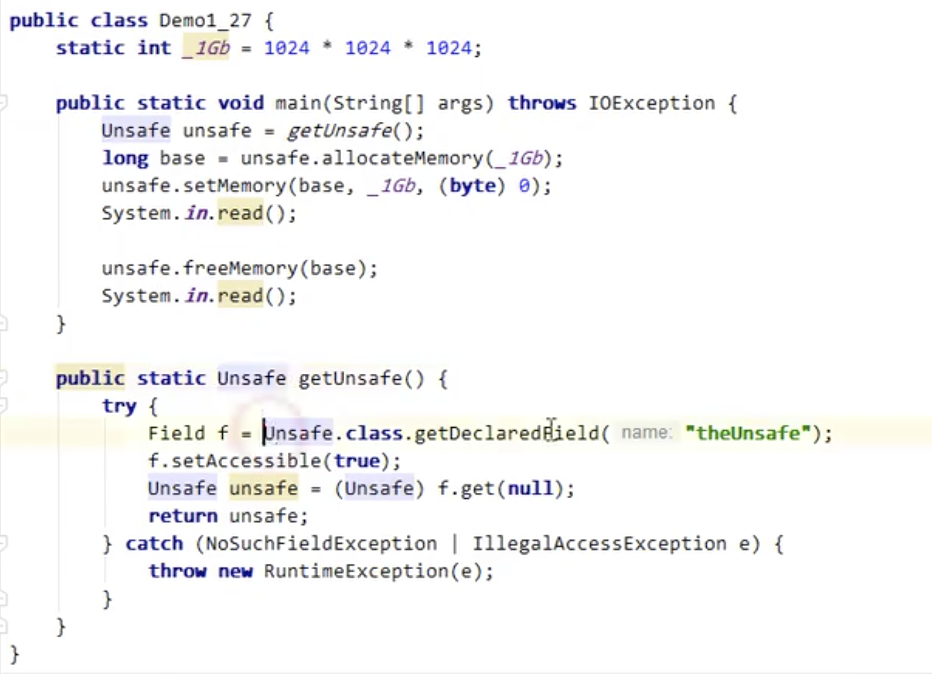 public class Demo1_27 {
static int _1Gb = 1024 * 1024 * 1024;
public static void main(String[] args) throws IOException {
Unsafe unsafe = getUnsafe();
long base = unsafe.allocateMemory(_1Gb);
unsafe.setMemory(base, _1Gb, (byte) 0);
System.in.read();
unsafe.freeMemory(base);
System.in.read();
}
public static Unsafe getUnsafe() {
try {
Field f = Unsafe.class.getDeclaredField( name: "theUnsafe");
f.setAccessible(true);
Unsafe unsafe = (Unsafe) f.get(null);
return unsafe;
} catch (NoSuchFieldException | IllegalAccessException e) {
throw new RuntimeException(e);
}
}
}